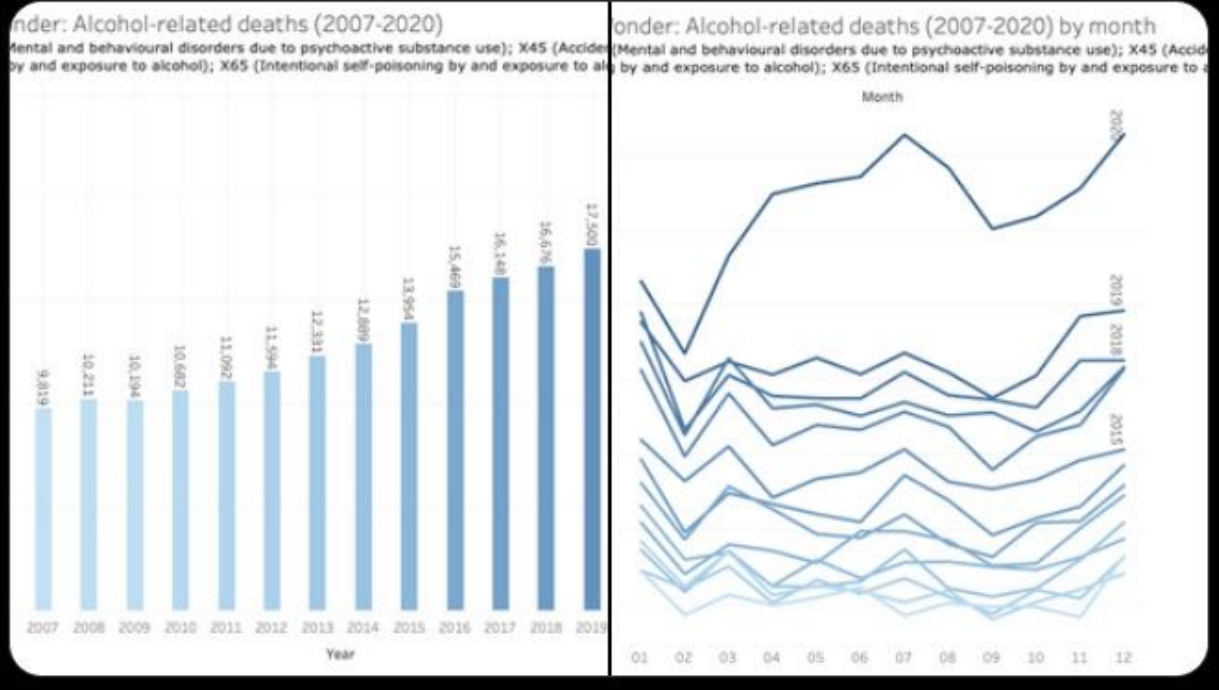 nder: Alcohol-related deaths (2007-2020)
Mental and behavioural disorders due to psychoactive substance use); X45 (Acciden
by and exposure to alcohol); X65 (Intentional self-poisoning by and exposure to alc
9,819
10,211
10,194
10,682
11,092
11,594
12,331
12,889
13,954
15,469
16,148
16,676
17,500
2007 2008 2009 2010 2011 2012 2013 2014 2015 2016 2017 2018 2019
Year
onder: Alcohol-related deaths (2007-2020) by month
(Mental and behavioural disorders due to psychoactive substance use); X45 (Accide
by and exposure to alcohol); X65 (Intentional self-poisoning by and exposure to a
Month
2020
2019
2018
2015
01 02 03 04 05 06 07 08 09 10 11 12